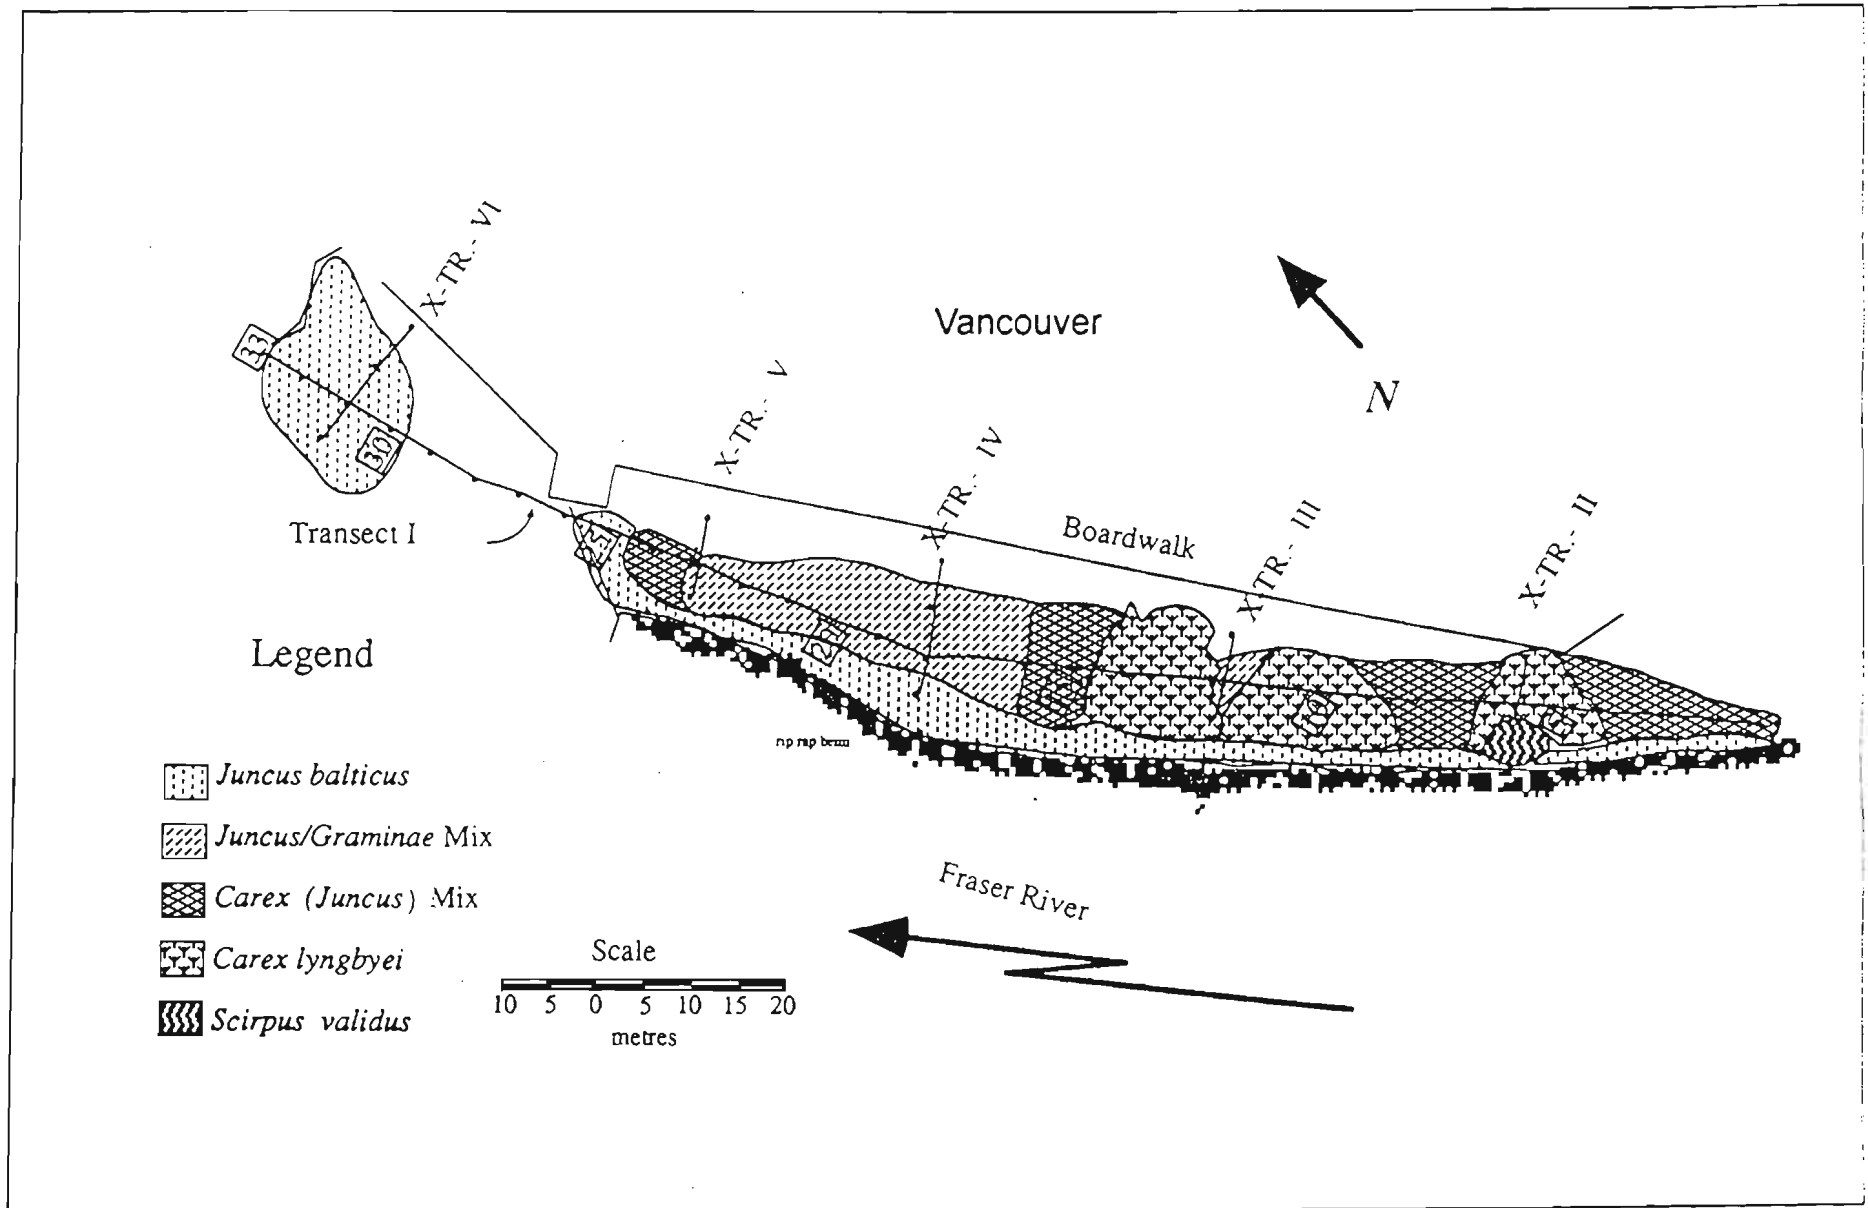 X-TR.- VI
Vancouver
33
X-TR.- V
N
30
X-TR.- IV
X-TR.- III
X-TR.- II
Boardwalk
Transect I
25
21
Legend
10
rip rap berm
Juncus balticus
Juncus/Graminae Mix
Carex (Juncus) Mix
Carex lyngbyei
Scirpus validus
Fraser River
Scale
10 5 0 5 10 15 20
metres